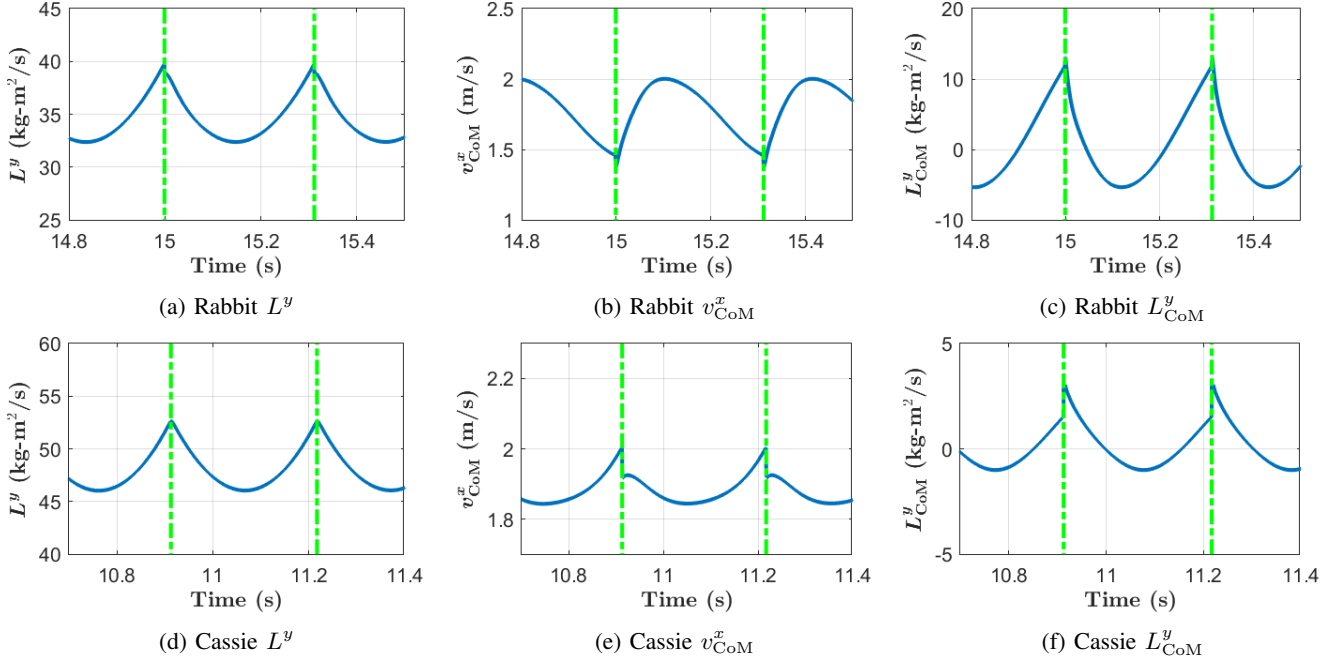 45
40
35
30
25
14.8 15 15.2 15.4
L^y (kg-m²/s)
Time (s)
(a) Rabbit L^y
2.5
2
1.5
1
14.8 15 15.2 15.4
v^x_CoM (m/s)
Time (s)
(b) Rabbit v^x_CoM
20
10
0
-10
14.8 15 15.2 15.4
L^y_CoM (kg-m²/s)
Time (s)
(c) Rabbit L^y_CoM
60
55
50
45
40
10.8 11 11.2 11.4
L^y (kg-m²/s)
Time (s)
(d) Cassie L^y
2.2
2
1.8
10.8 11 11.2 11.4
v^x_CoM (m/s)
Time (s)
(e) Cassie v^x_CoM
5
0
-5
10.8 11 11.2 11.4
L^y_CoM (kg-m²/s)
Time (s)
(f) Cassie L^y_CoM